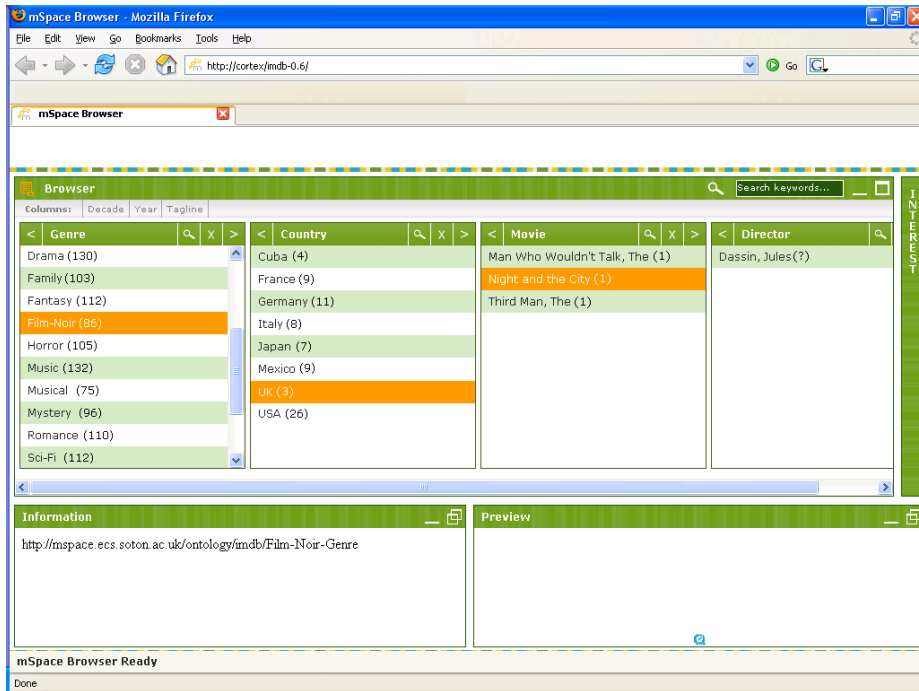 mSpace Browser - Mozilla Firefox
File Edit View Go Bookmarks Tools Help
http://cortex/imdb-0.6/ Go G
mSpace Browser
Browser Search keywords...
Columns: Decade Year Tagline
< Genre X >
Drama (130)
Family (103)
Fantasy (112)
Film-Noir (86)
Horror (105)
Music (132)
Musical (75)
Mystery (96)
Romance (110)
Sci-Fi (112)
< Country X >
Cuba (4)
France (9)
Germany (11)
Italy (8)
Japan (7)
Mexico (9)
UK (3)
USA (26)
< Movie X >
Man Who Wouldn't Talk, The (1)
Night and the City (1)
Third Man, The (1)
< Director
Dassin, Jules(?)
INTEREST
Information
http://mspace.ecs.soton.ac.uk/ontology/imdb/Film-Noir-Genre
Preview
mSpace Browser Ready
Done